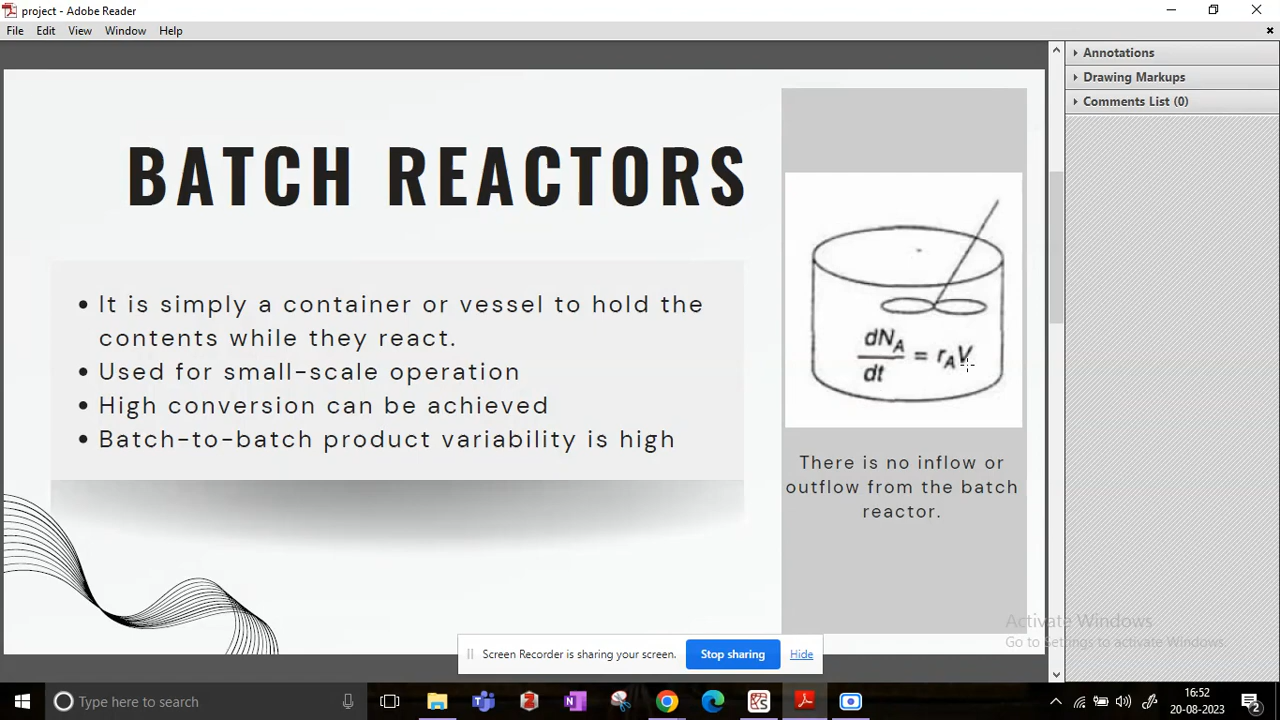 project - Adobe Reader
File Edit View Window Help
Annotations
Drawing Markups
Comments List (0)
BATCH REACTORS
• It is simply a container or vessel to hold the
contents while they react.
• Used for small-scale operation
• High conversion can be achieved
• Batch-to-batch product variability is high
dN_A
dt
= r_AV
There is no inflow or
outflow from the batch
reactor.
Activate Windows
Go to Settings to activate Windows.
Screen Recorder is sharing your screen. Stop sharing Hide
Type here to search
16:52
20-08-2023
2